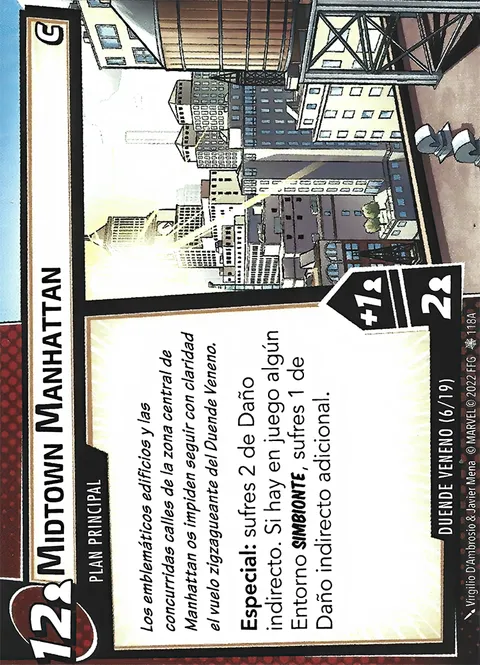 12
MIDTOWN MANHATTAN
PLAN PRINCIPAL
Los emblemáticos edificios y las
concurridas calles de la zona central de
Manhattan os impiden seguir con claridad
el vuelo zigzagueante del Duende Veneno.
Especial: sufres 2 de Daño
indirecto. Si hay en juego algún
Entorno SIMBIONTE, sufres 1 de
Daño indirecto adicional.
+1
2
DUENDE VENENO (6/19)
Virgilio D'Ambrosio & Javier Mena © MARVEL © 2022 FFG 118A